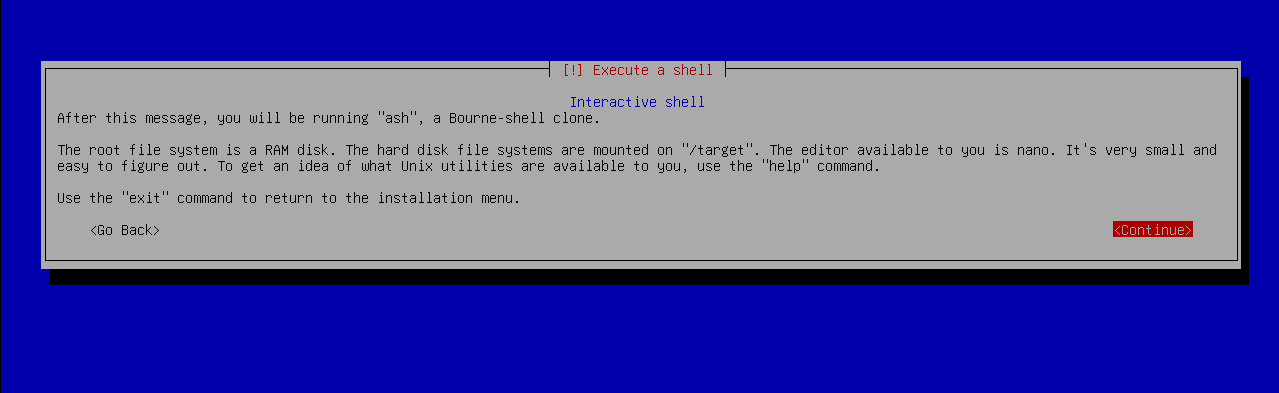 [!] Execute a shell
Interactive shell
After this message, you will be running "ash", a Bourne-shell clone.
The root file system is a RAM disk. The hard disk file systems are mounted on "/target". The editor available to you is nano. It's very small and
easy to figure out. To get an idea of what Unix utilities are available to you, use the "help" command.
Use the "exit" command to return to the installation menu.
<Go Back> <Continue>